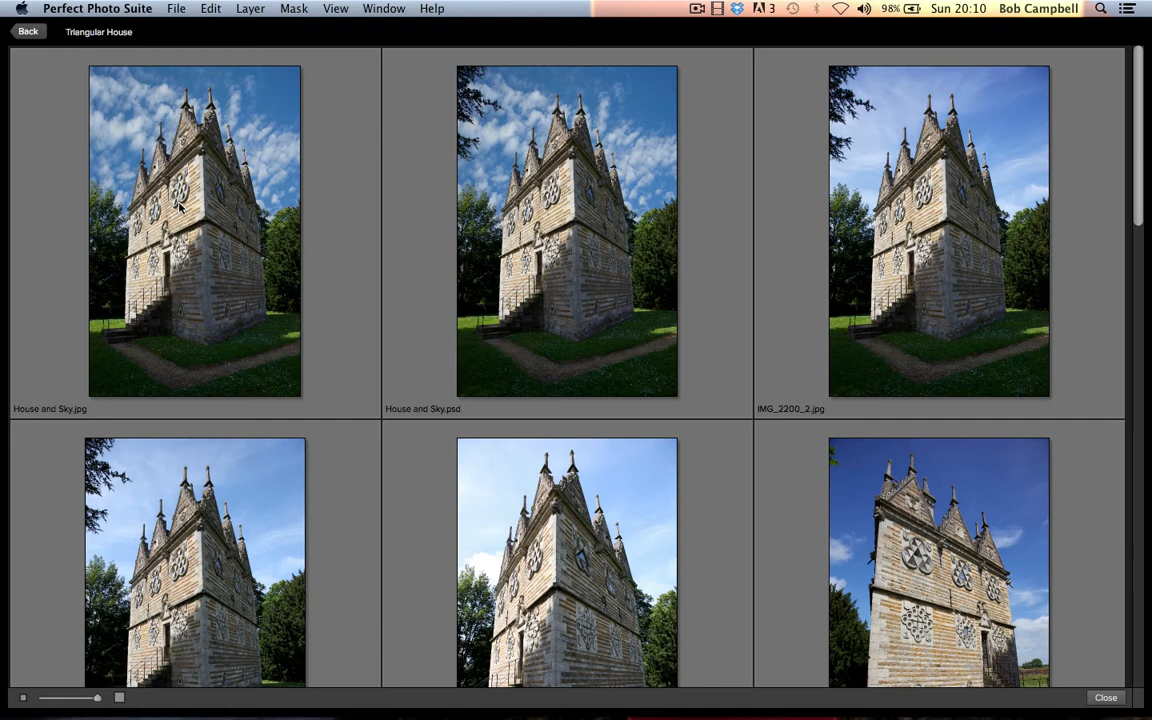 Perfect Photo Suite File Edit Layer Mask View Window Help 3 98% Sun 20:10 Bob Campbell
Back Triangular House
House and Sky.jpg House and Sky.psd IMG_2200_2.jpg
Close